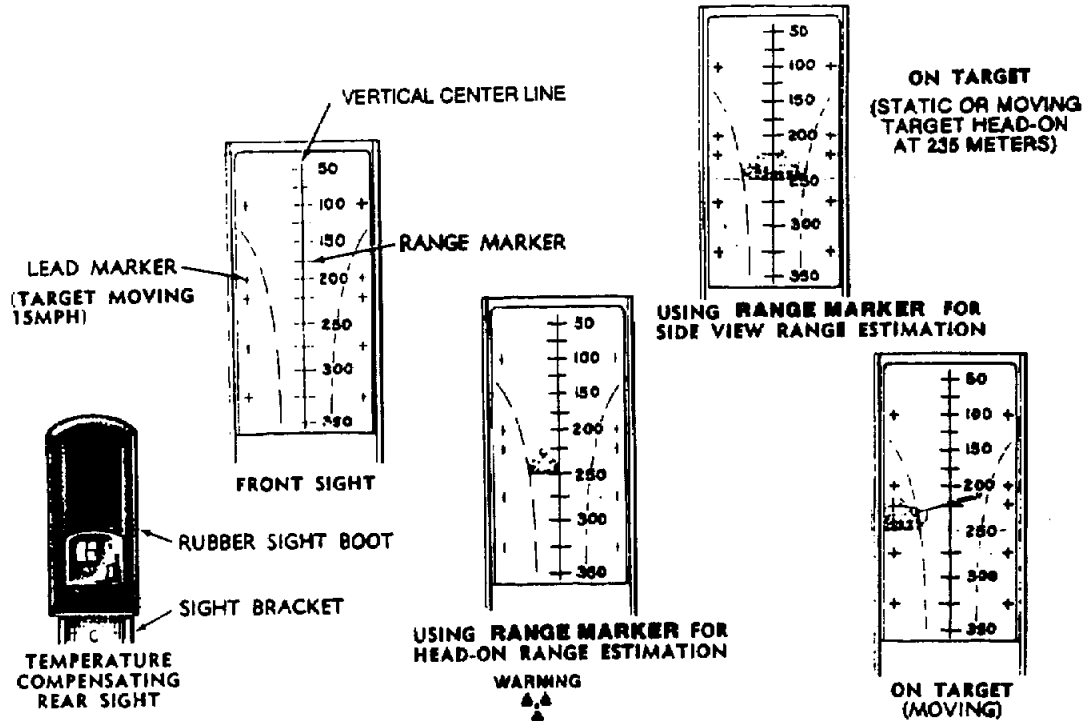 VERTICAL CENTER LINE
50
100
150
200
250
300
350
RANGE MARKER
LEAD MARKER
(TARGET MOVING
15MPH)
FRONT SIGHT
RUBBER SIGHT BOOT
SIGHT BRACKET
C
TEMPERATURE
COMPENSATING
REAR SIGHT
50
100
150
200
250
300
350
USING RANGE MARKER FOR
HEAD-ON RANGE ESTIMATION
WARNING
50
100
150
200
250
300
350
ON TARGET
(STATIC OR MOVING
TARGET HEAD-ON
AT 235 METERS)
USING RANGE MARKER FOR
SIDE VIEW RANGE ESTIMATION
50
100
150
200
250
300
350
ON TARGET
(MOVING)